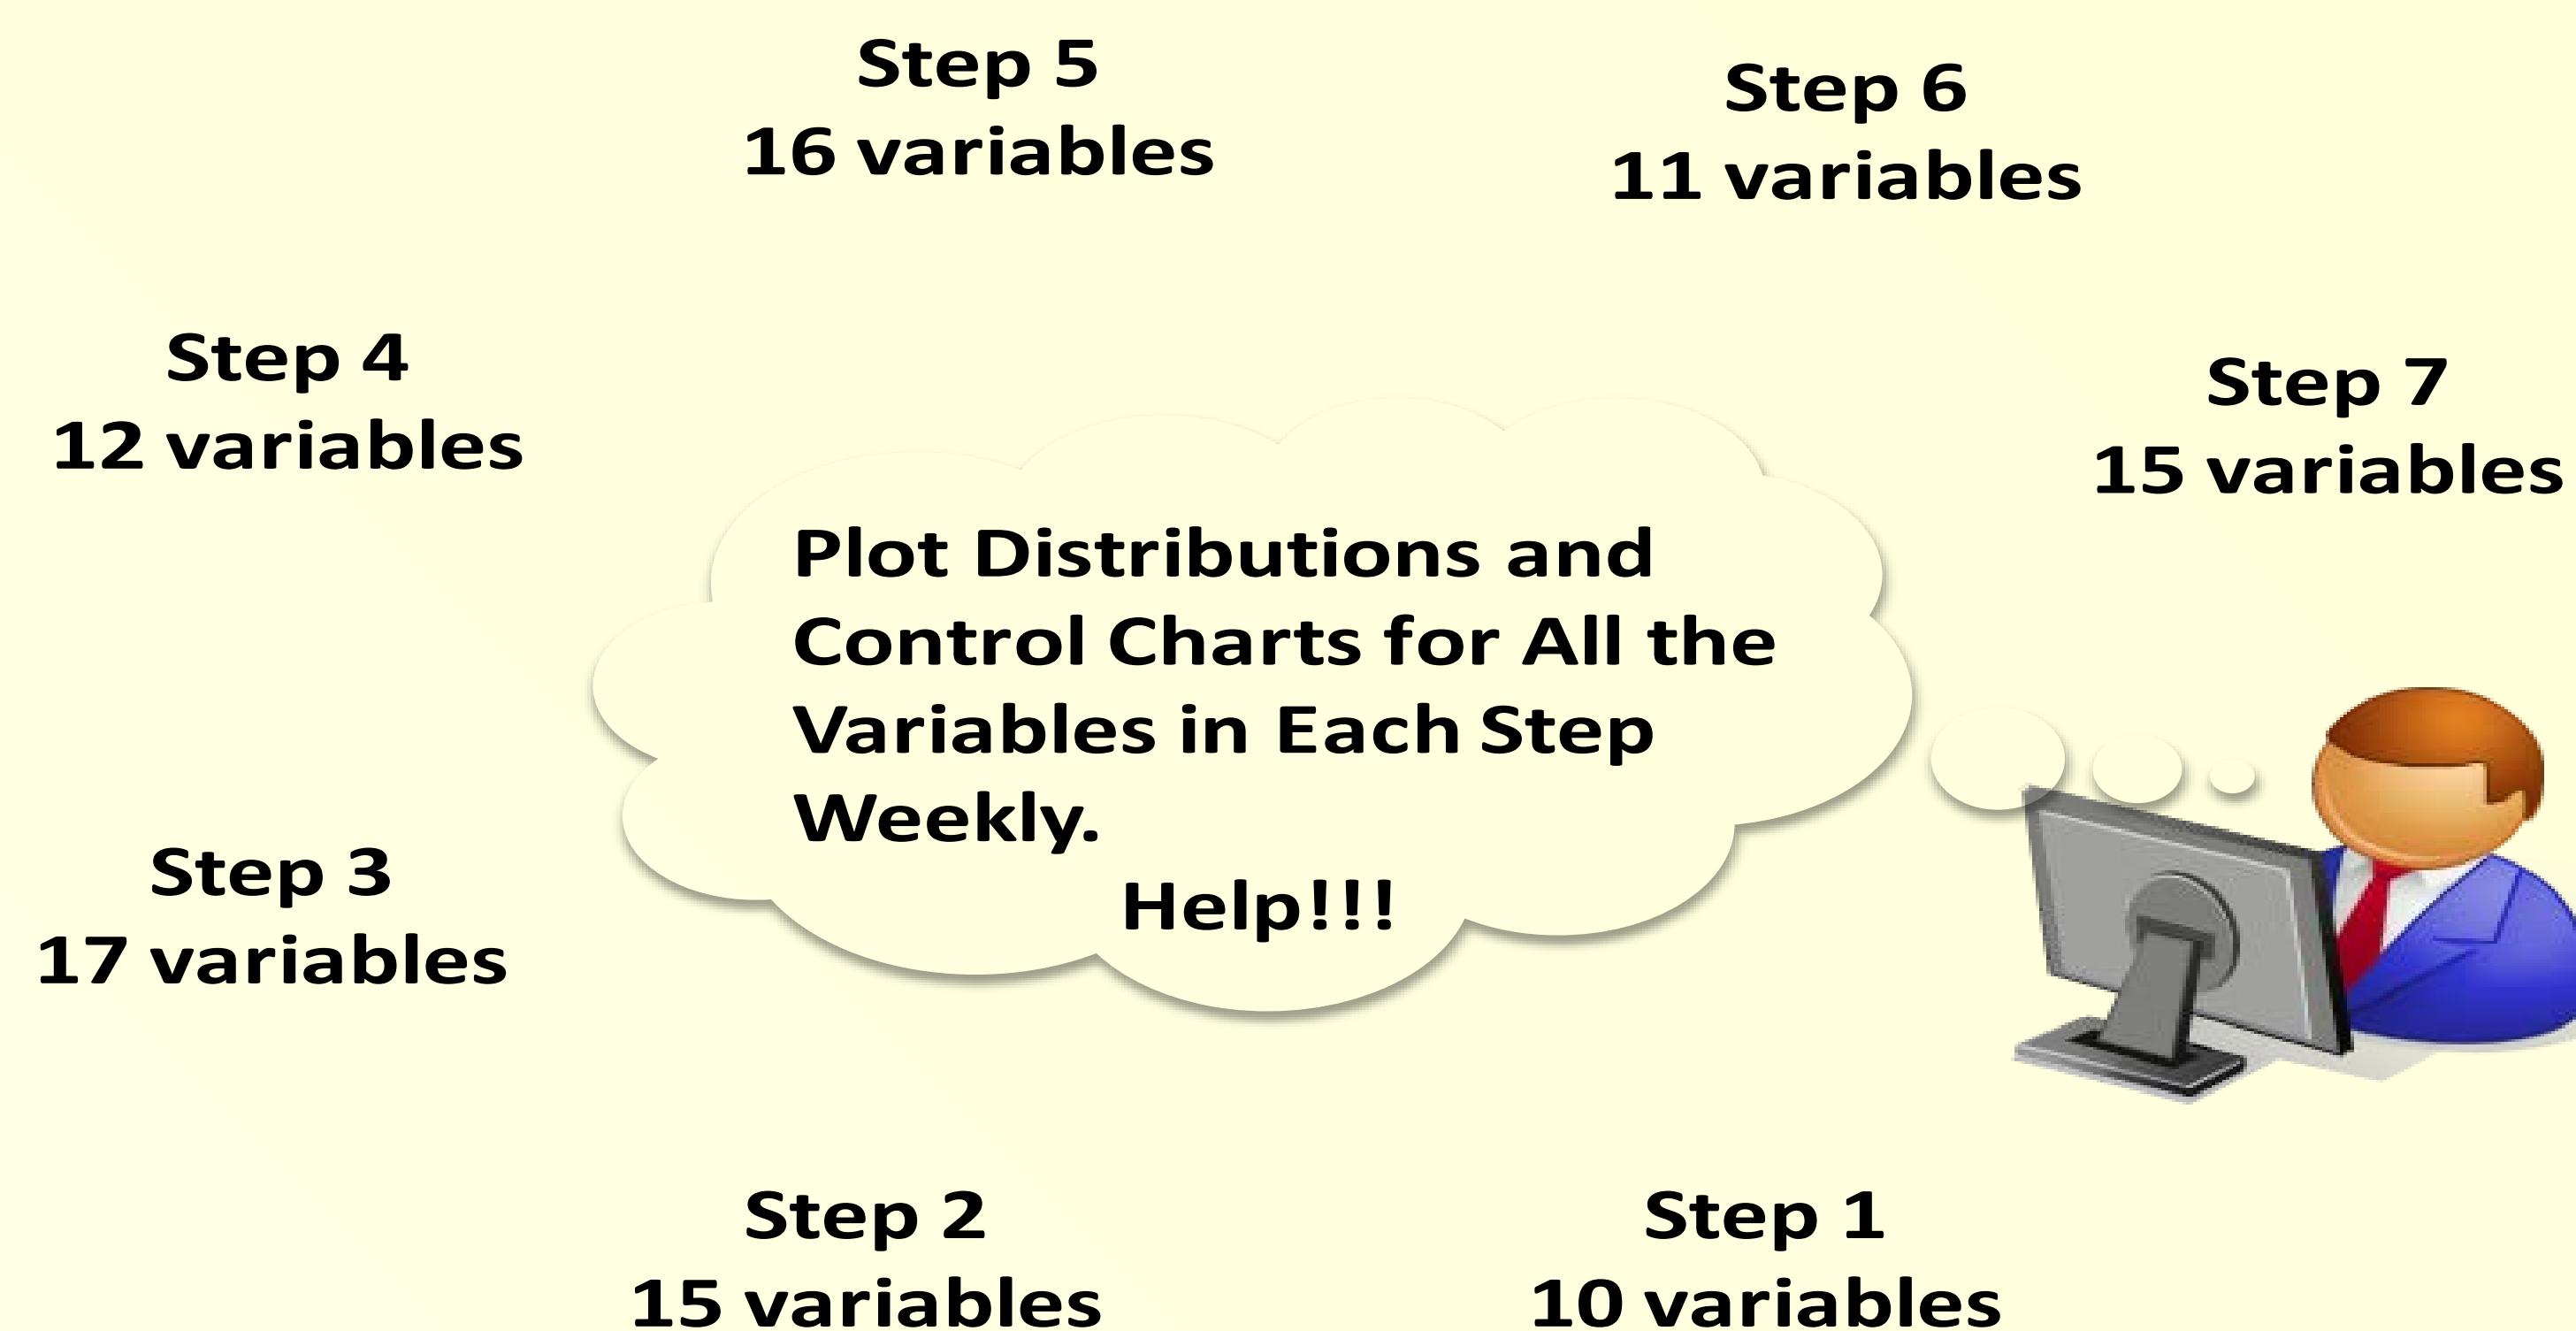 Step 5
16 variables
Step 6
11 variables
Step 4
12 variables
Step 7
15 variables
Plot Distributions and
Control Charts for All the
Variables in Each Step
Weekly.
Help!!!
Step 3
17 variables
Step 2
15 variables
Step 1
10 variables